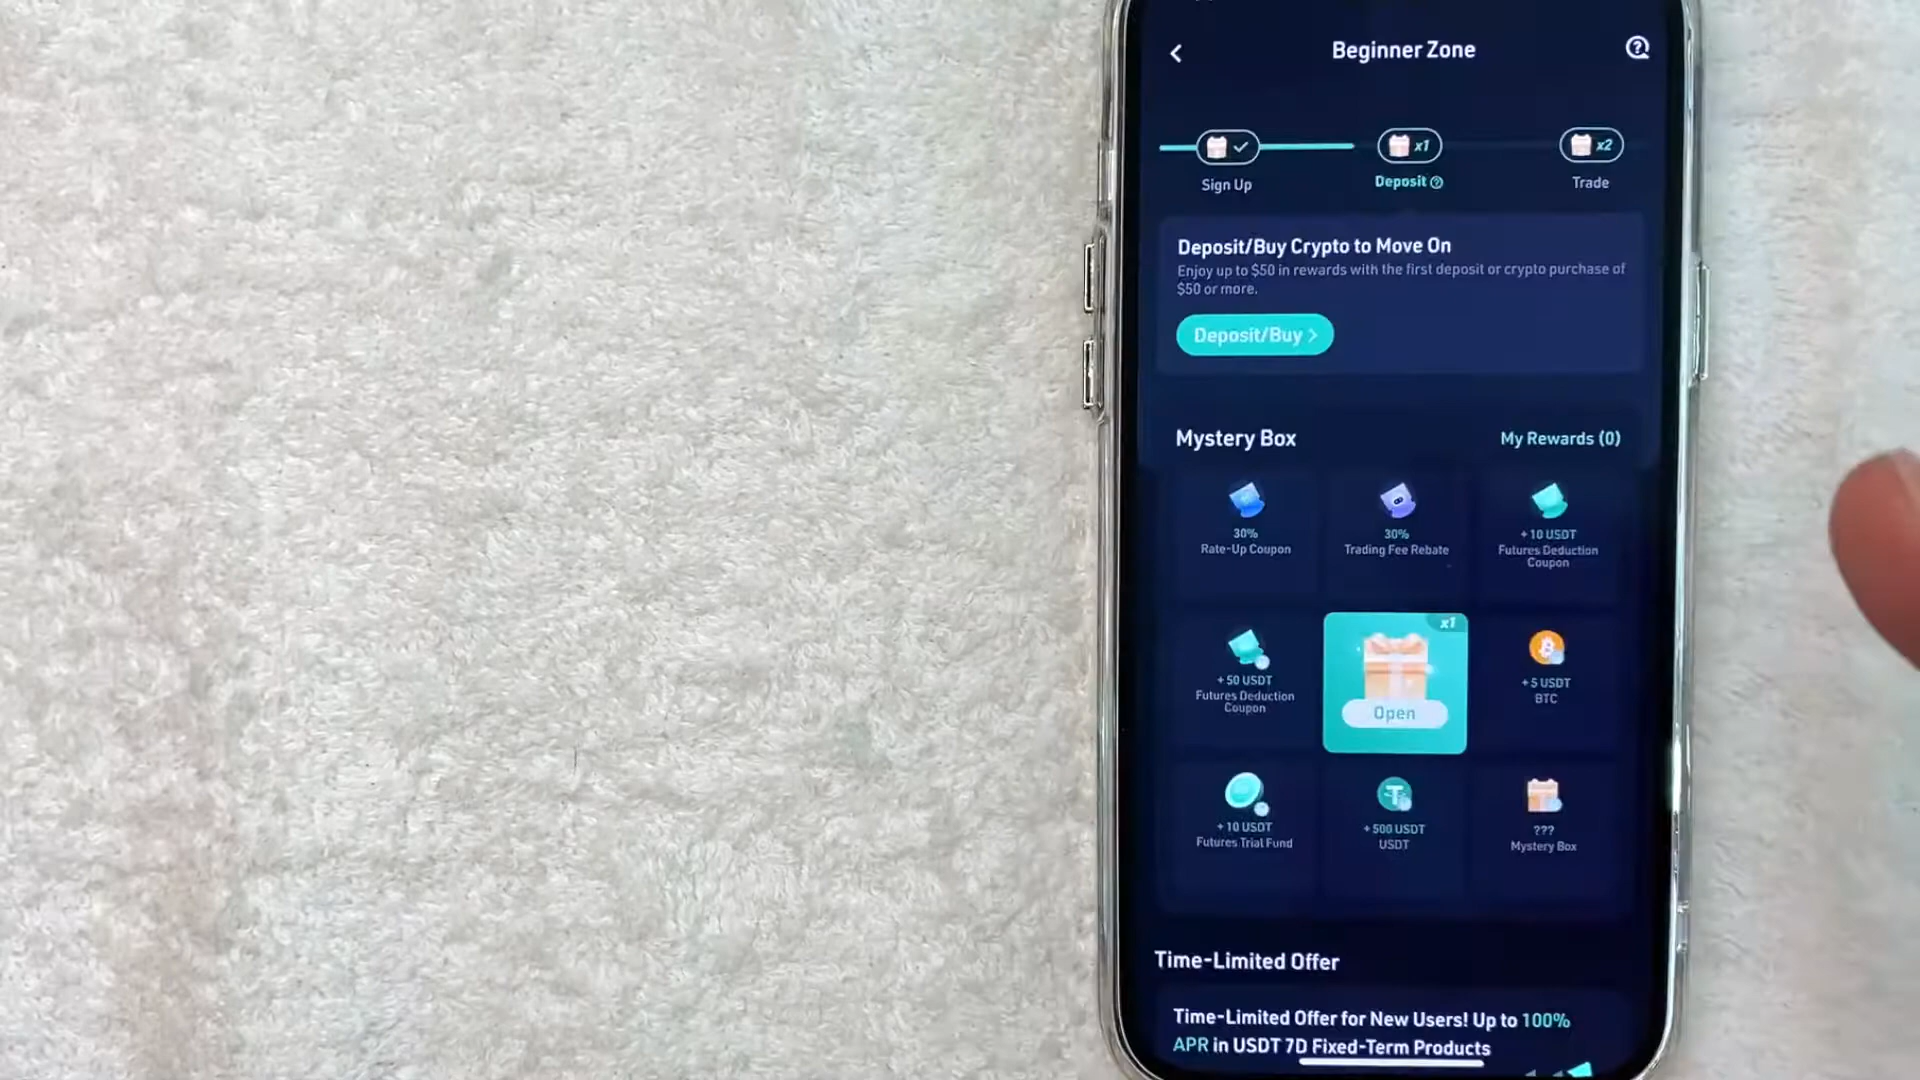 Beginner Zone
x1
x2
Sign Up
Deposit
Trade
Deposit/Buy Crypto to Move On
Enjoy up to $50 in rewards with the first deposit or crypto purchase of
$50 or more.
Deposit/Buy >
Mystery Box
My Rewards (0)
30%
Rate-Up Coupon
30%
Trading Fee Rebate
+10 USDT
Futures Deduction
Coupon
+50 USDT
Futures Deduction
Coupon
x1
Open
+5 USDT
BTC
+10 USDT
Futures Trial Fund
+500 USDT
USDT
???
Mystery Box
Time-Limited Offer
Time-Limited Offer for New Users! Up to 100%
APR in USDT 7D Fixed-Term Products